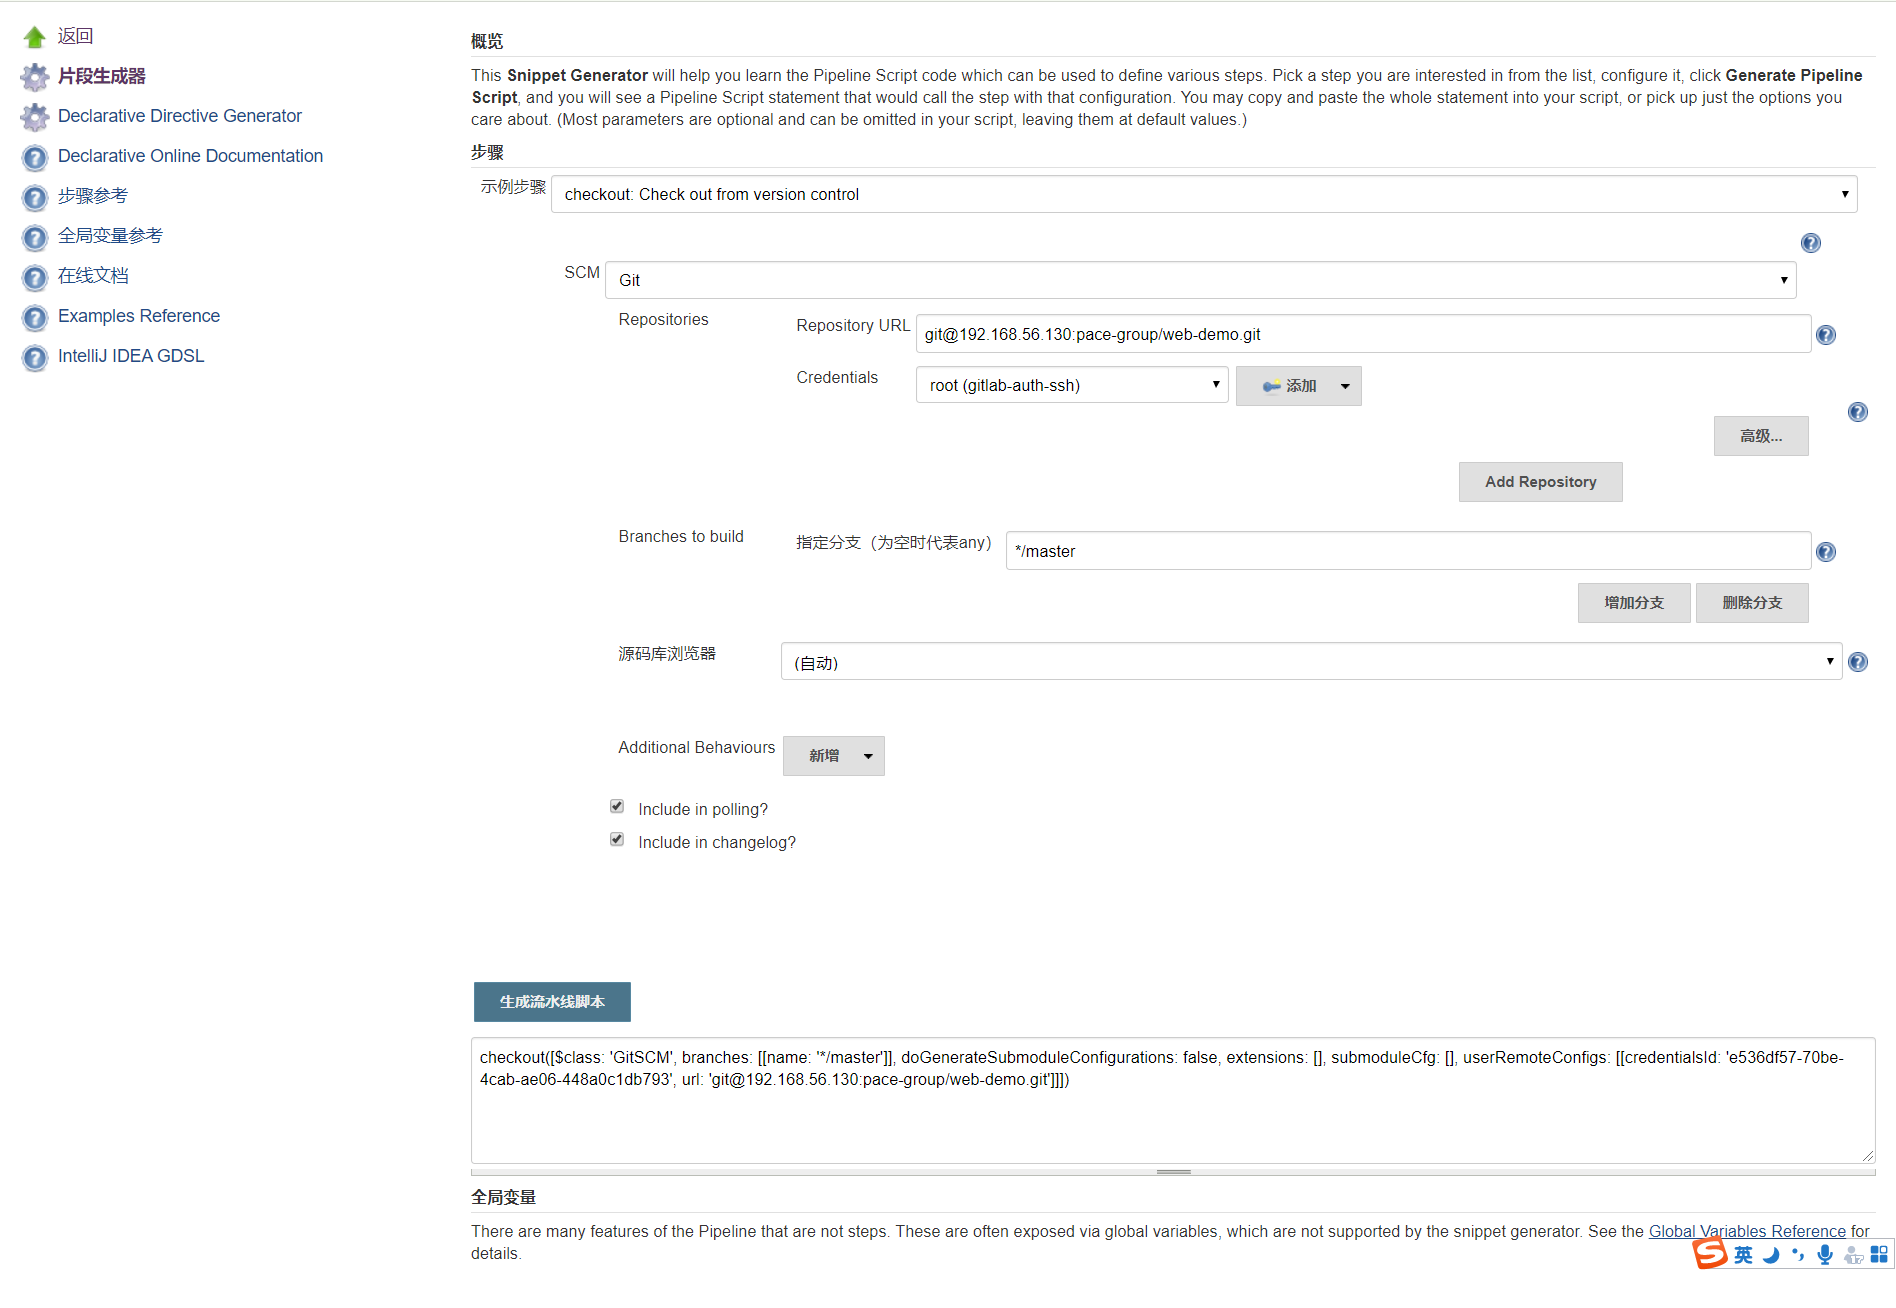 返回
片段生成器
Declarative Directive Generator
Declarative Online Documentation
步骤参考
全局变量参考
在线文档
Examples Reference
IntelliJ IDEA GDSL
概览
This Snippet Generator will help you learn the Pipeline Script code which can be used to define various steps. Pick a step you are interested in from the list, configure it, click Generate Pipeline
Script, and you will see a Pipeline Script statement that would call the step with that configuration. You may copy and paste the whole statement into your script, or pick up just the options you
care about. (Most parameters are optional and can be omitted in your script, leaving them at default values.)
步骤
示例步骤 checkout: Check out from version control
SCM Git
Repositories Repository URL git@192.168.56.130:pace-group/web-demo.git
Credentials root (gitlab-auth-ssh) 添加
高级...
Add Repository
Branches to build 指定分支（为空时代表any） */master
增加分支 删除分支
源码库浏览器 (自动)
Additional Behaviours 新增
Include in polling?
Include in changelog?
生成流水线脚本
checkout([$class: 'GitSCM', branches: [[name: '*/master']], doGenerateSubmoduleConfigurations: false, extensions: [], submoduleCfg: [], userRemoteConfigs: [[credentialsId: 'e536df57-70be-
4cab-ae06-448a0c1db793', url: 'git@192.168.56.130:pace-group/web-demo.git']]])
全局变量
There are many features of the Pipeline that are not steps. These are often exposed via global variables, which are not supported by the snippet generator. See the Global Variables Reference for
details.
英